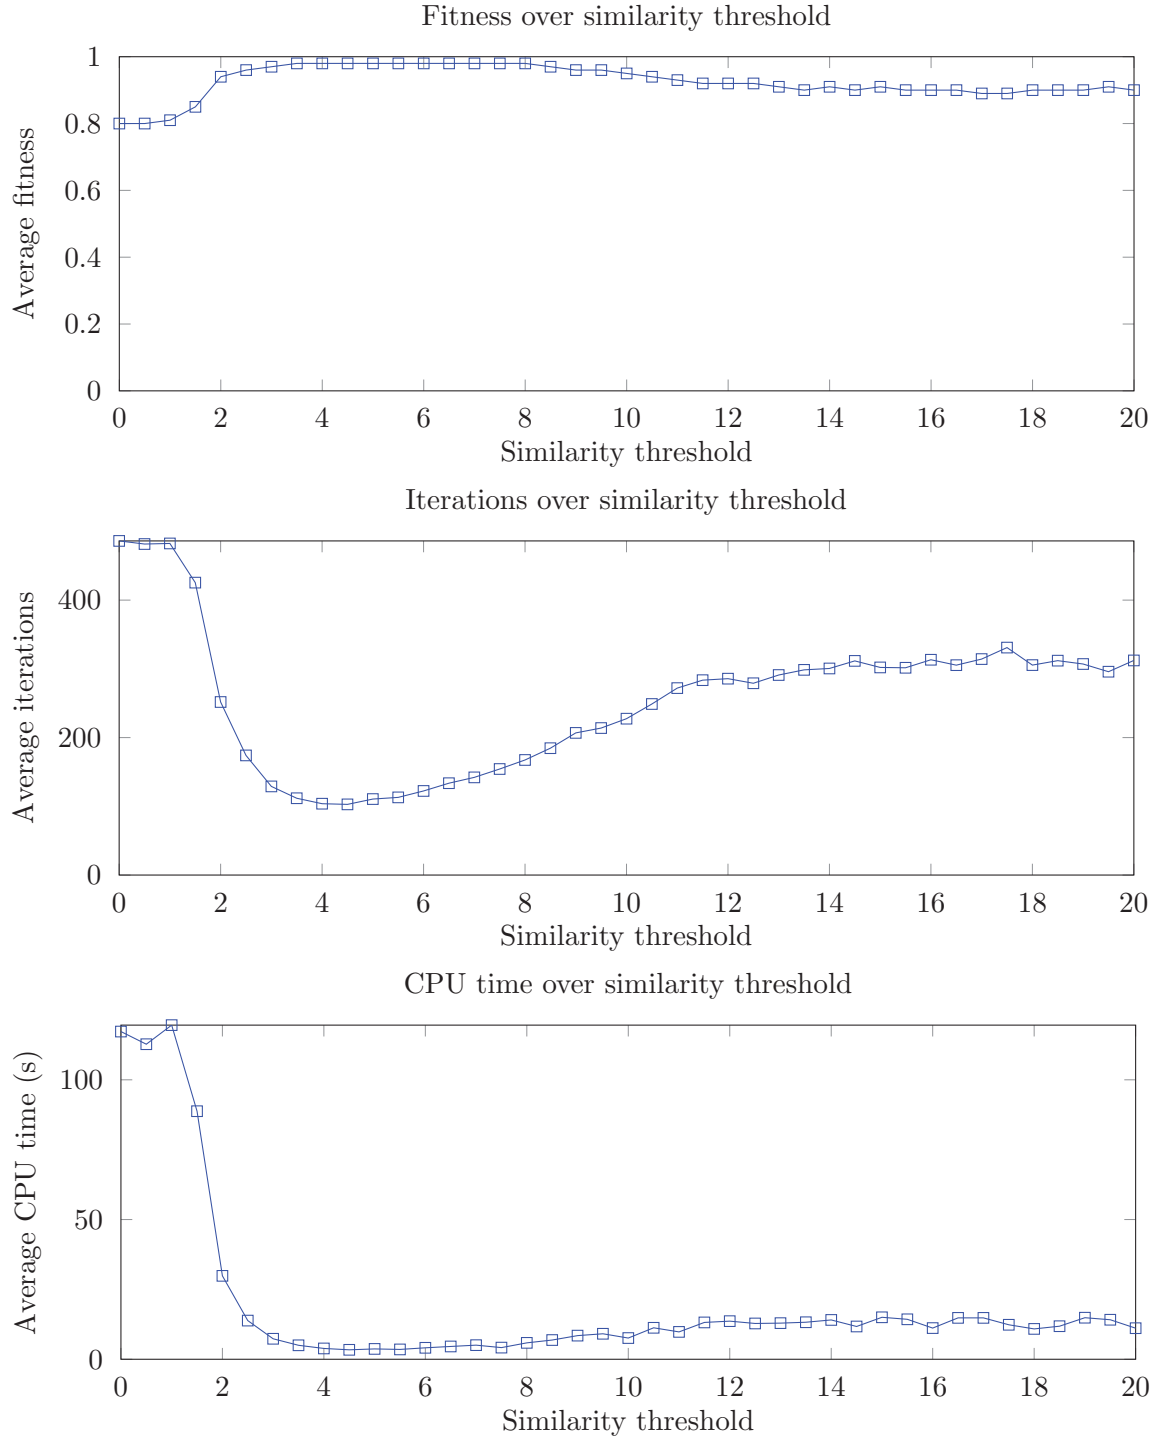 Fitness over similarity threshold
1
0.8
0.6
0.4
0.2
0
Average fitness
0 2 4 6 8 10 12 14 16 18 20
Similarity threshold
Iterations over similarity threshold
400
200
0
Average iterations
0 2 4 6 8 10 12 14 16 18 20
Similarity threshold
CPU time over similarity threshold
100
50
0
Average CPU time (s)
0 2 4 6 8 10 12 14 16 18 20
Similarity threshold